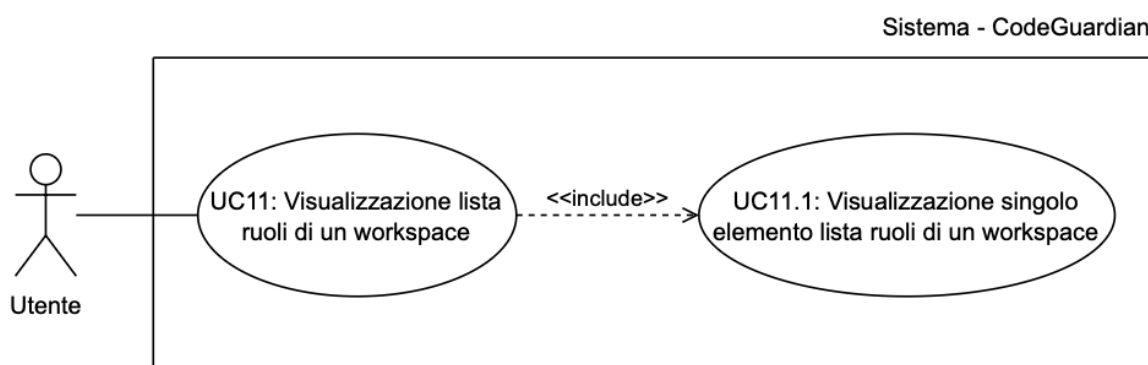 Sistema - CodeGuardian
UC11: Visualizzazione lista
ruoli di un workspace
<<include>>
UC11.1: Visualizzazione singolo
elemento lista ruoli di un workspace
Utente